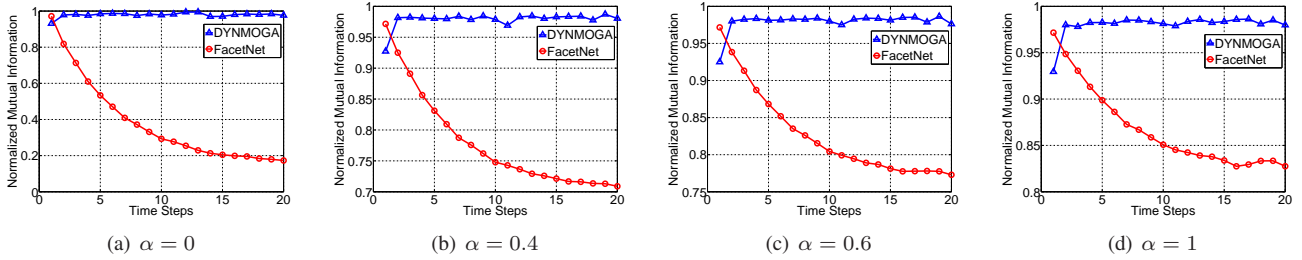 Normalized Mutual Information
1
0.8
0.6
0.4
0.2
0
0 5 10 15 20
Time Steps
DYNMOGA
FacetNet
(a) α = 0
Normalized Mutual Information
1
0.95
0.9
0.85
0.8
0.75
0.7
0 5 10 15 20
Time Steps
DYNMOGA
FacetNet
(b) α = 0.4
Normalized Mutual Information
1
0.95
0.9
0.85
0.8
0.75
0 5 10 15 20
Time Steps
DYNMOGA
FacetNet
(c) α = 0.6
Normalized Mutual Information
1
0.95
0.9
0.85
0.8
0 5 10 15 20
Time Steps
DYNMOGA
FacetNet
(d) α = 1